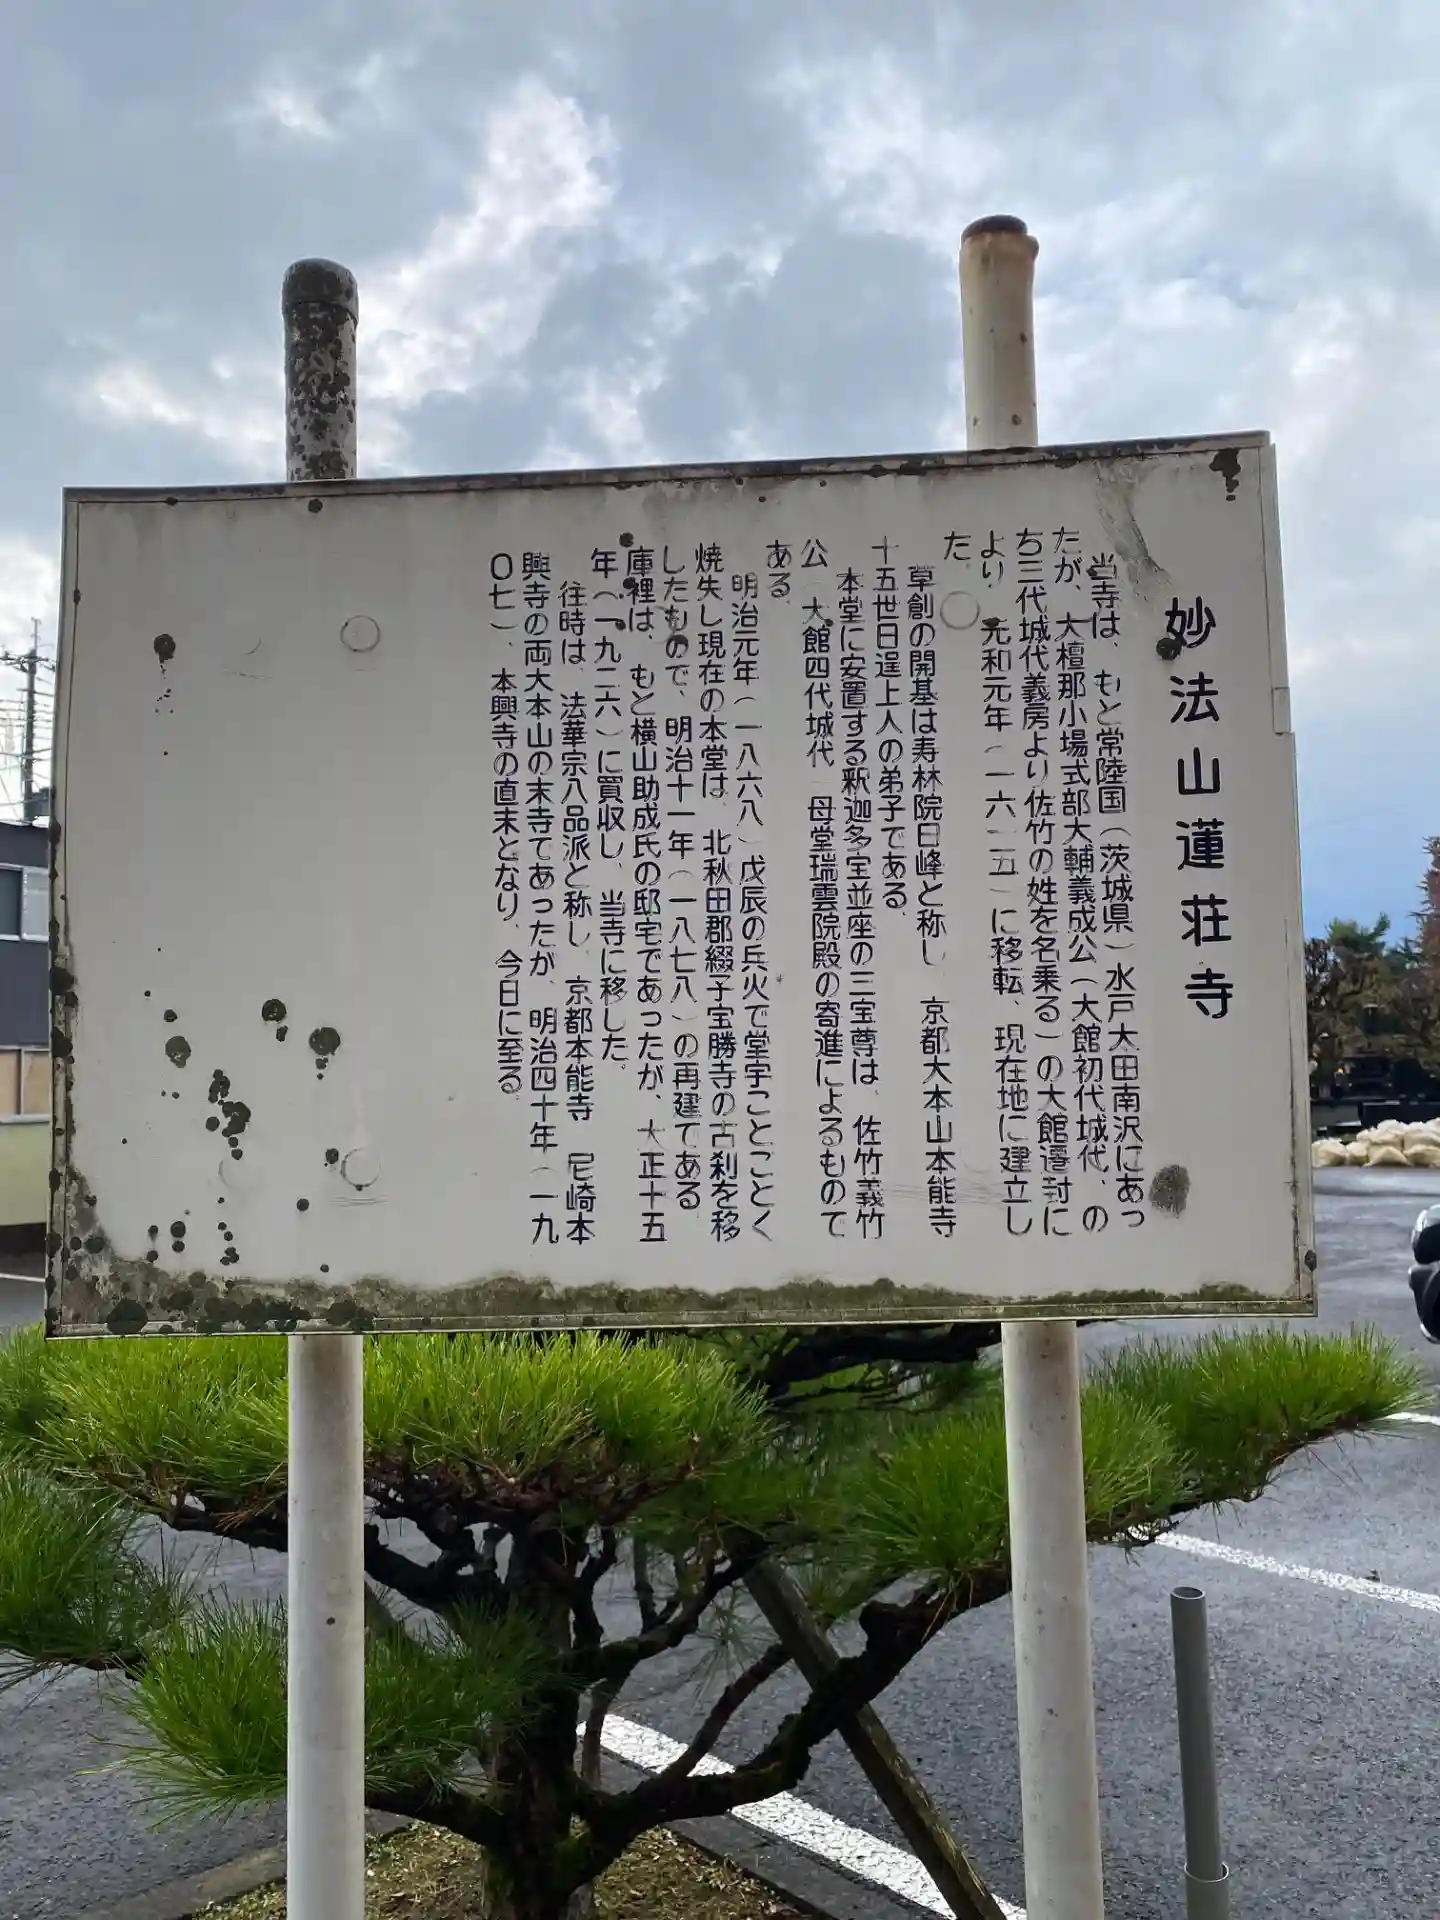 妙法山蓮荘寺
当寺は、もと常陸国(茨城県)水戸大田南沢にあっ
たが、大檀那小場式部大輔義成公(大館初代城代、の
ち三代城代義房より佐竹の姓を名乗る)の大館遷封に
より、元和元年(一六一五)に移転、現在地に建立し
た。
草創の開基は寿林院日峰と称し、京都大本山本能寺
十五世日逞上人の弟子である。
本堂に安置する釈迦多宝並座の三宝尊は、佐竹義竹
公(大館四代城代)母堂瑞雲院殿の寄進によるもので
ある。
明治元年(一八六八)戊辰の兵火で堂宇ことごとく
焼失し現在の本堂は、北秋田郡綴子宝勝寺の古刹を移
したもので、明治十一年(一八七八)の再建である。
庫裡は、もと横山助成氏の邸宅であったが、大正十五
年(一九二六)に買収し、当寺に移した。
往時は、法華宗八品派と称し、京都本能寺、尼崎本
興寺の両大本山の末寺であったが、明治四十年(一九
〇七)、本興寺の直末となり、今日に至る。